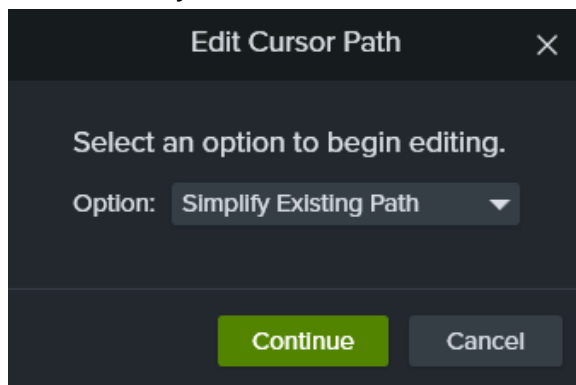 Edit Cursor Path
Select an option to begin editing.
Option: Simplify Existing Path
Continue Cancel